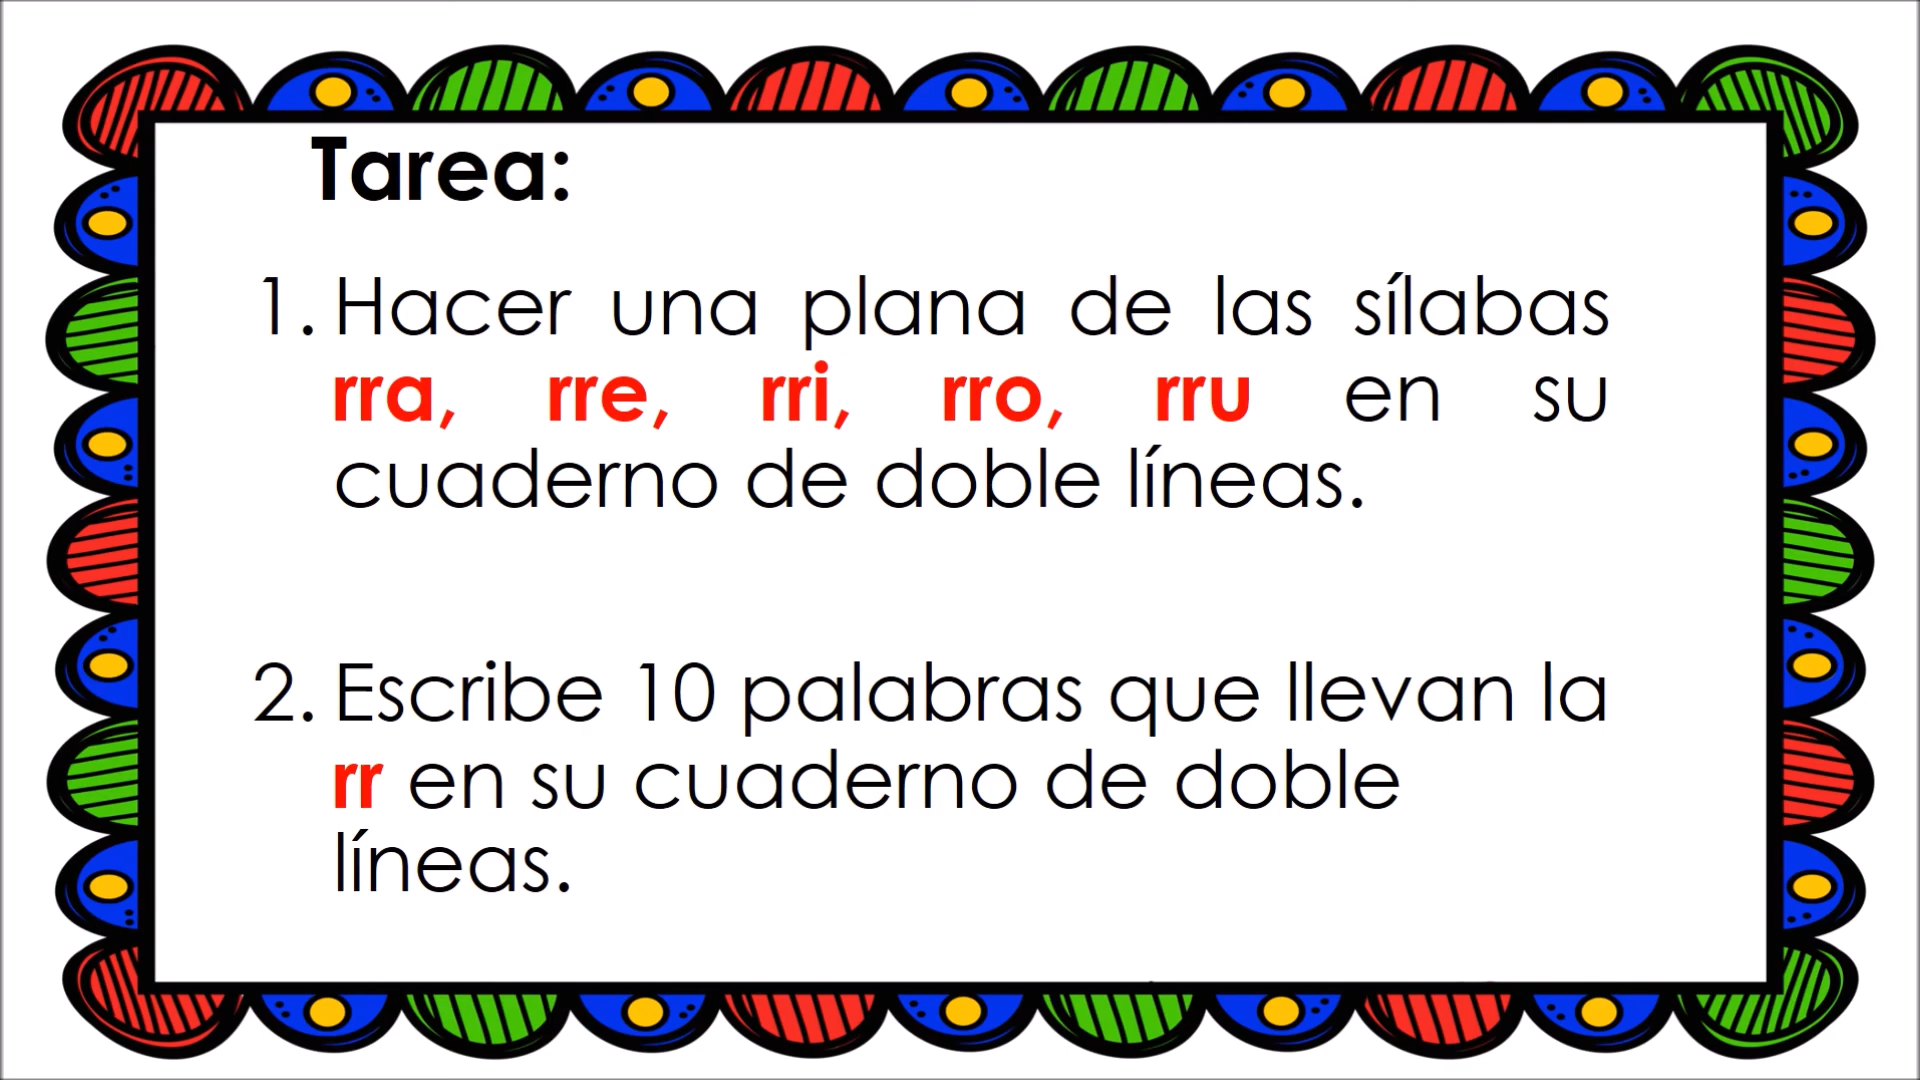 Tarea:
1. Hacer una plana de las sílabas
rra, rre, rri, rro, rru en su
cuaderno de doble líneas.
2. Escribe 10 palabras que llevan la
rr en su cuaderno de doble
líneas.